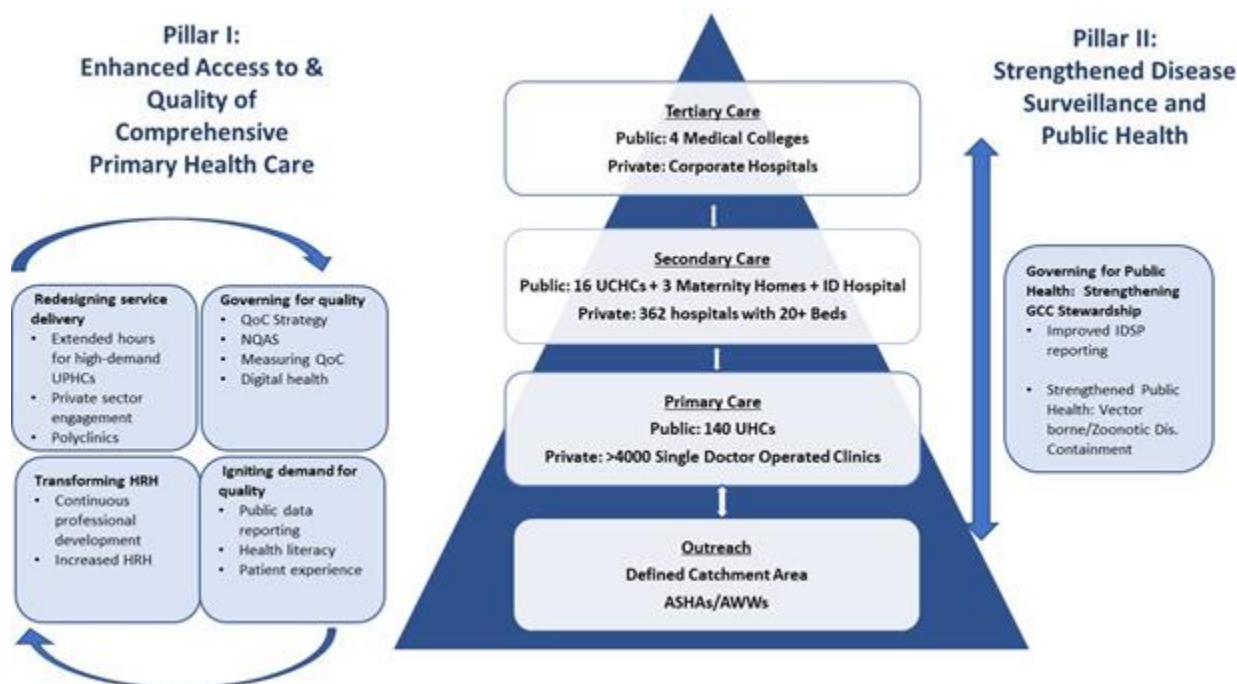 Pillar I:
Enhanced Access to &
Quality of
Comprehensive
Primary Health Care
Redesigning service
delivery
• Extended hours
for high-demand
UPHCs
• Private sector
engagement
• Polyclinics
Governing for quality
• QoC Strategy
• NQAS
• Measuring QoC
• Digital health
Transforming HRH
• Continuous
professional
development
• Increased HRH
Igniting demand for
quality
• Public data
reporting
• Health literacy
• Patient experience
Tertiary Care
Public: 4 Medical Colleges
Private: Corporate Hospitals
Secondary Care
Public: 16 UCHCs + 3 Maternity Homes + ID Hospital
Private: 362 hospitals with 20+ Beds
Primary Care
Public: 140 UHCs
Private: >4000 Single Doctor Operated Clinics
Outreach
Defined Catchment Area
ASHAs/AWWs
Pillar II:
Strengthened Disease
Surveillance and
Public Health
Governing for Public
Health: Strengthening
GCC Stewardship
• Improved IDSP
reporting
• Strengthened Public
Health: Vector
borne/Zoonotic Dis.
Containment